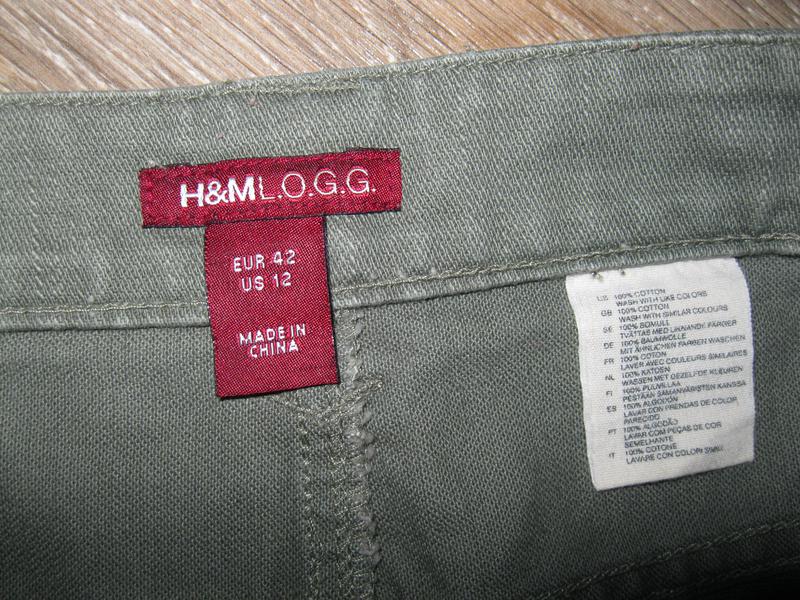 H&M L.O.G.G.
EUR 42
US 12
MADE IN
CHINA
US 100% COTTON
WASH WITH LIKE COLORS
GB 100% COTTON
WASH WITH SIMILAR COLOURS
SE 100% BOMULL
TVÄTTAS MED LIKNANDE FÄRGER
DE 100% BAUMWOLLE
MIT ÄHNLICHEN FARBEN WASCHEN
FR 100% COTON
LAVER AVEC COULEURS SIMILAIRES
NL 100% KATOEN
WASSEN MET GEZELFDE KLEUREN
FI 100% PUUVILLAA
PESTÄÄN SAMANVÄRISTEN KANSSA
ES 100% ALGODÓN
LAVAR CON PRENDAS DE COLOR
PARECIDO
PT 100% ALGODÃO
LAVAR COM PEÇAS DE COR
SEMELHANTE
IT 100% COTONE
LAVARE CON COLORI SIMILI